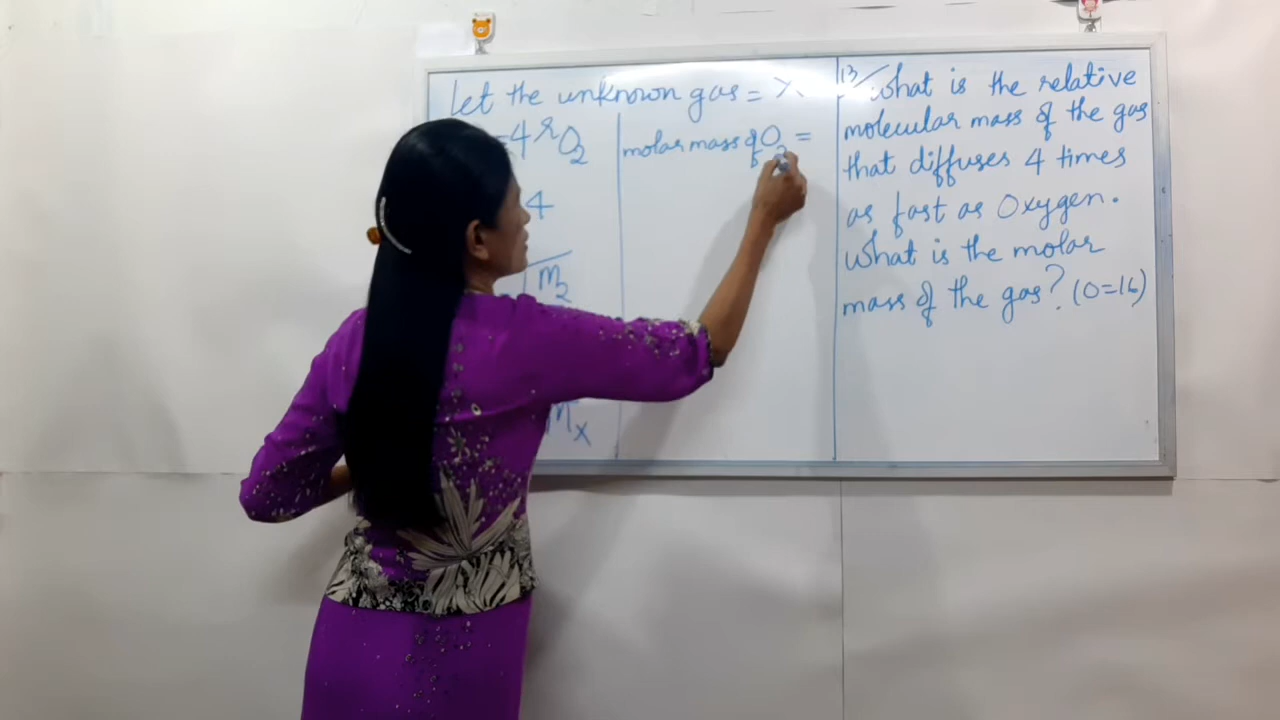 Let the unknown gas = X
=4 r O2
4
m2
Mx
molar mass of O2 =
13/ What is the relative
molecular mass of the gas
that diffuses 4 times
as fast as Oxygen.
What is the molar
mass of the gas? (O=16)